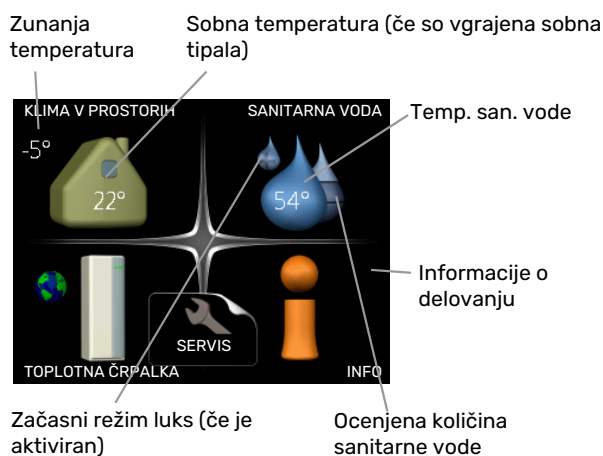 Zunanja
temperatura
Sobna temperatura (če so vgrajena sobna
tipala)
KLIMA V PROSTORIH
SANITARNA VODA
Temp. san. vode
-5°
22°
54°
Informacije o
delovanju
SERVIS
TOPLOTNA ČRPALKA
INFO
Začasni režim luks (če je
aktiviran)
Ocenjena količina
sanitarne vode